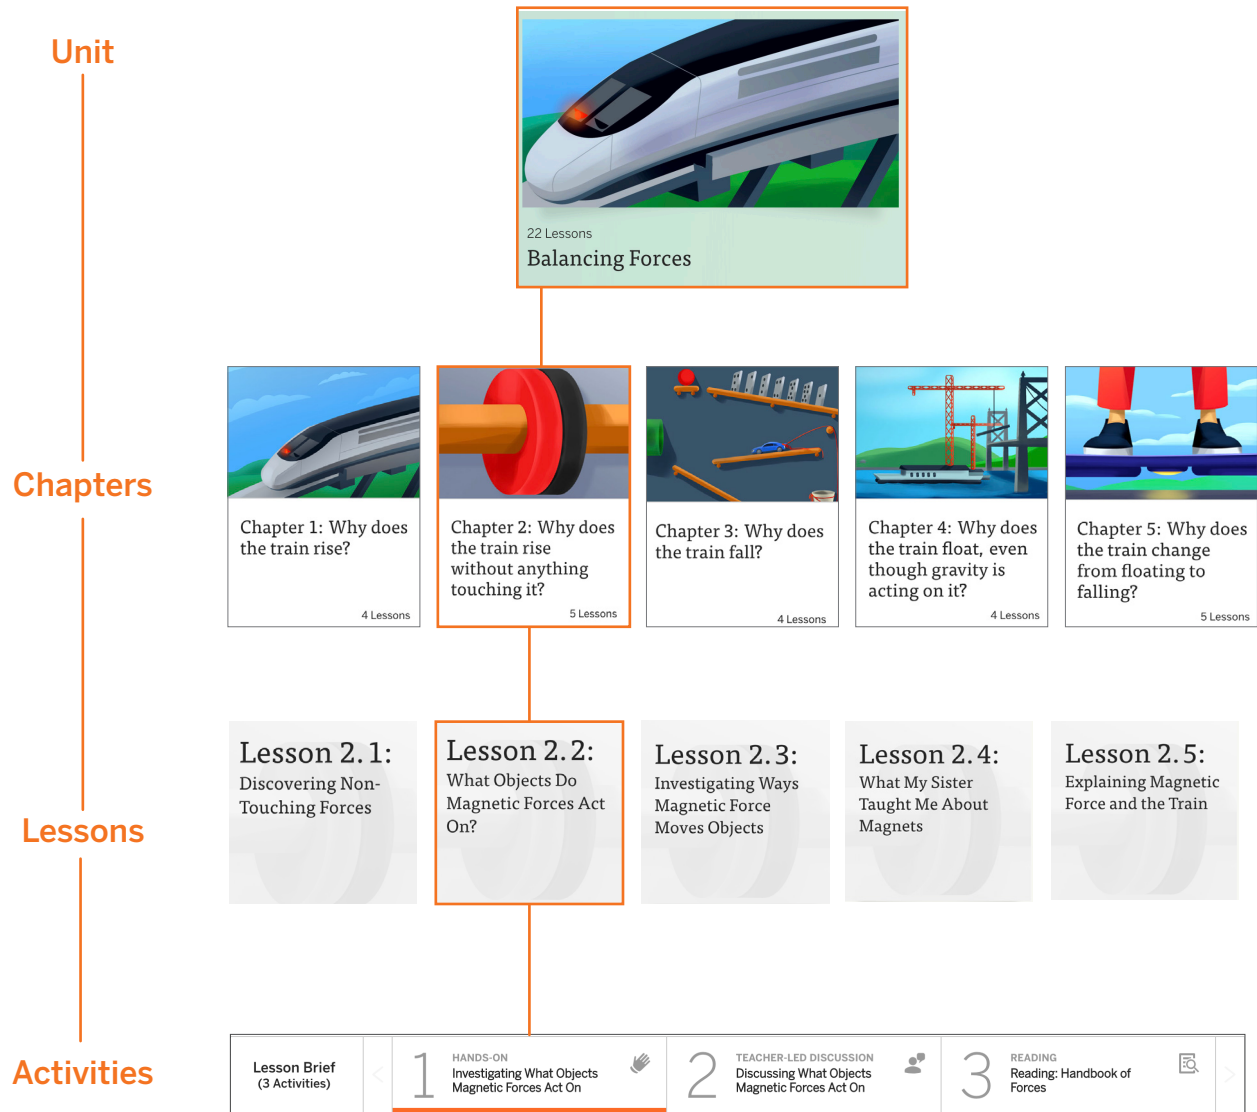 Unit
22 Lessons
Balancing Forces
Chapters
Chapter 1: Why does
the train rise?
4 Lessons
Chapter 2: Why does
the train rise
without anything
touching it?
5 Lessons
Chapter 3: Why does
the train fall?
4 Lessons
Chapter 4: Why does
the train float, even
though gravity is
acting on it?
4 Lessons
Chapter 5: Why does
the train change
from floating to
falling?
5 Lessons
Lessons
Lesson 2.1:
Discovering Non-
Touching Forces
Lesson 2.2:
What Objects Do
Magnetic Forces Act
On?
Lesson 2.3:
Investigating Ways
Magnetic Force
Moves Objects
Lesson 2.4:
What My Sister
Taught Me About
Magnets
Lesson 2.5:
Explaining Magnetic
Force and the Train
Activities
Lesson Brief
(3 Activities)
1
HANDS-ON
Investigating What Objects
Magnetic Forces Act On
2
TEACHER-LED DISCUSSION
Discussing What Objects
Magnetic Forces Act On
3
READING
Reading: Handbook of
Forces